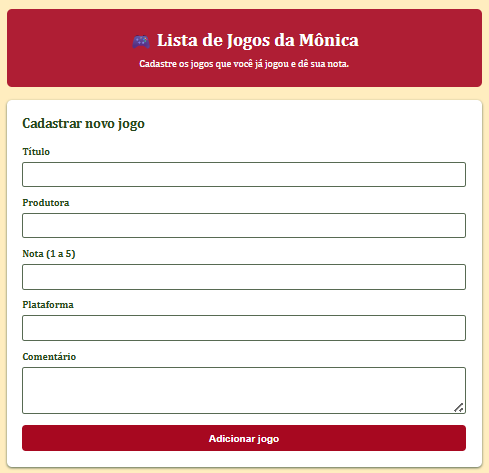 🎮 Lista de Jogos da Mônica
Cadastre os jogos que você já jogou e dê sua nota.
Cadastrar novo jogo
Título
Produtora
Nota (1 a 5)
Plataforma
Comentário
Adicionar jogo